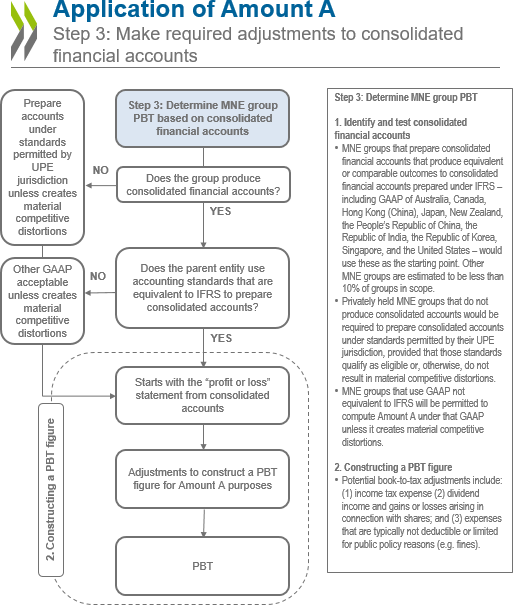 Application of Amount A
Step 3: Make required adjustments to consolidated
financial accounts
Prepare
accounts
under
standards
permitted by
UPE
jurisdiction
unless creates
material
competitive
distortions
Step 3: Determine MNE group
PBT based on consolidated
financial accounts
NO
Does the group produce
consolidated financial accounts?
YES
Other GAAP
acceptable
unless creates
material
competitive
distortions
NO
Does the parent entity use
accounting standards that are
equivalent to IFRS to prepare
consolidated accounts?
YES
Starts with the “profit or loss”
statement from consolidated
accounts
2. Constructing a PBT figure
Adjustments to construct a PBT
figure for Amount A purposes
PBT
Step 3: Determine MNE group PBT
1. Identify and test consolidated
financial accounts
• MNE groups that prepare consolidated
financial accounts that produce equivalent
or comparable outcomes to consolidated
financial accounts prepared under IFRS –
including GAAP of Australia, Canada,
Hong Kong (China), Japan, New Zealand,
the People's Republic of China, the
Republic of India, the Republic of Korea,
Singapore, and the United States – would
use these as the starting point. Other
MNE groups are estimated to be less than
10% of groups in scope.
• Privately held MNE groups that do not
produce consolidated accounts would be
required to prepare consolidated accounts
under standards permitted by their UPE
jurisdiction, provided that those standards
qualify as eligible or, otherwise, do not
result in material competitive distortions.
• MNE groups that use GAAP not
equivalent to IFRS will be permitted to
compute Amount A under that GAAP
unless it creates material competitive
distortions.
2. Constructing a PBT figure
• Potential book-to-tax adjustments include:
(1) income tax expense (2) dividend
income and gains or losses arising in
connection with shares; and (3) expenses
that are typically not deductible or limited
for public policy reasons (e.g. fines).